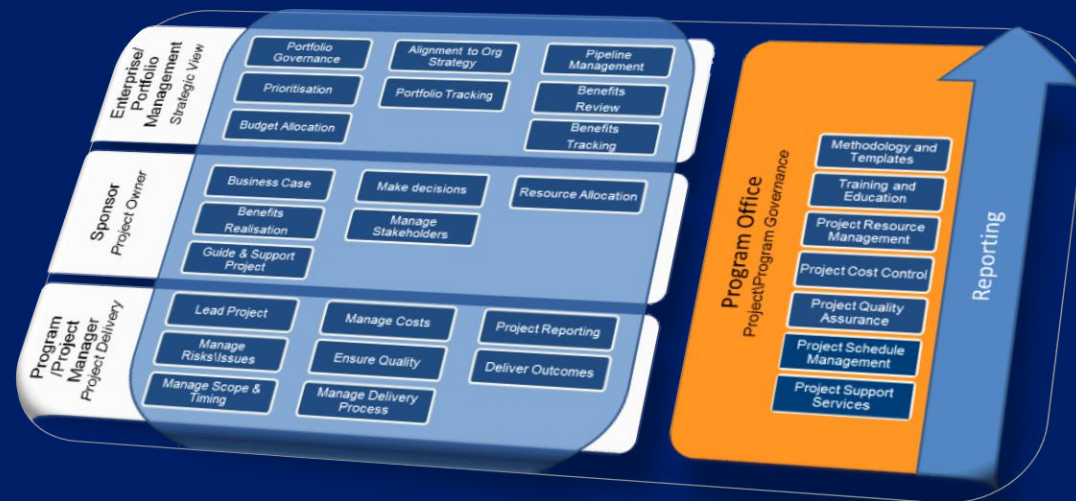 Enterprise/
Portfolio
Management
Strategic View
Portfolio
Governance
Alignment to Org
Strategy
Pipeline
Management
Prioritisation
Portfolio Tracking
Benefits
Review
Budget Allocation
Benefits
Tracking
Sponsor
Project Owner
Business Case
Make decisions
Resource Allocation
Benefits
Realisation
Manage
Stakeholders
Guide & Support
Project
Program
/Project
Manager
Project Delivery
Lead Project
Manage Costs
Project Reporting
Manage
Risks\Issues
Ensure Quality
Deliver Outcomes
Manage Scope &
Timing
Manage Delivery
Process
Program Office
Project\Program Governance
Methodology and
Templates
Training and
Education
Project Resource
Management
Project Cost Control
Project Quality
Assurance
Project Schedule
Management
Project Support
Services
Reporting